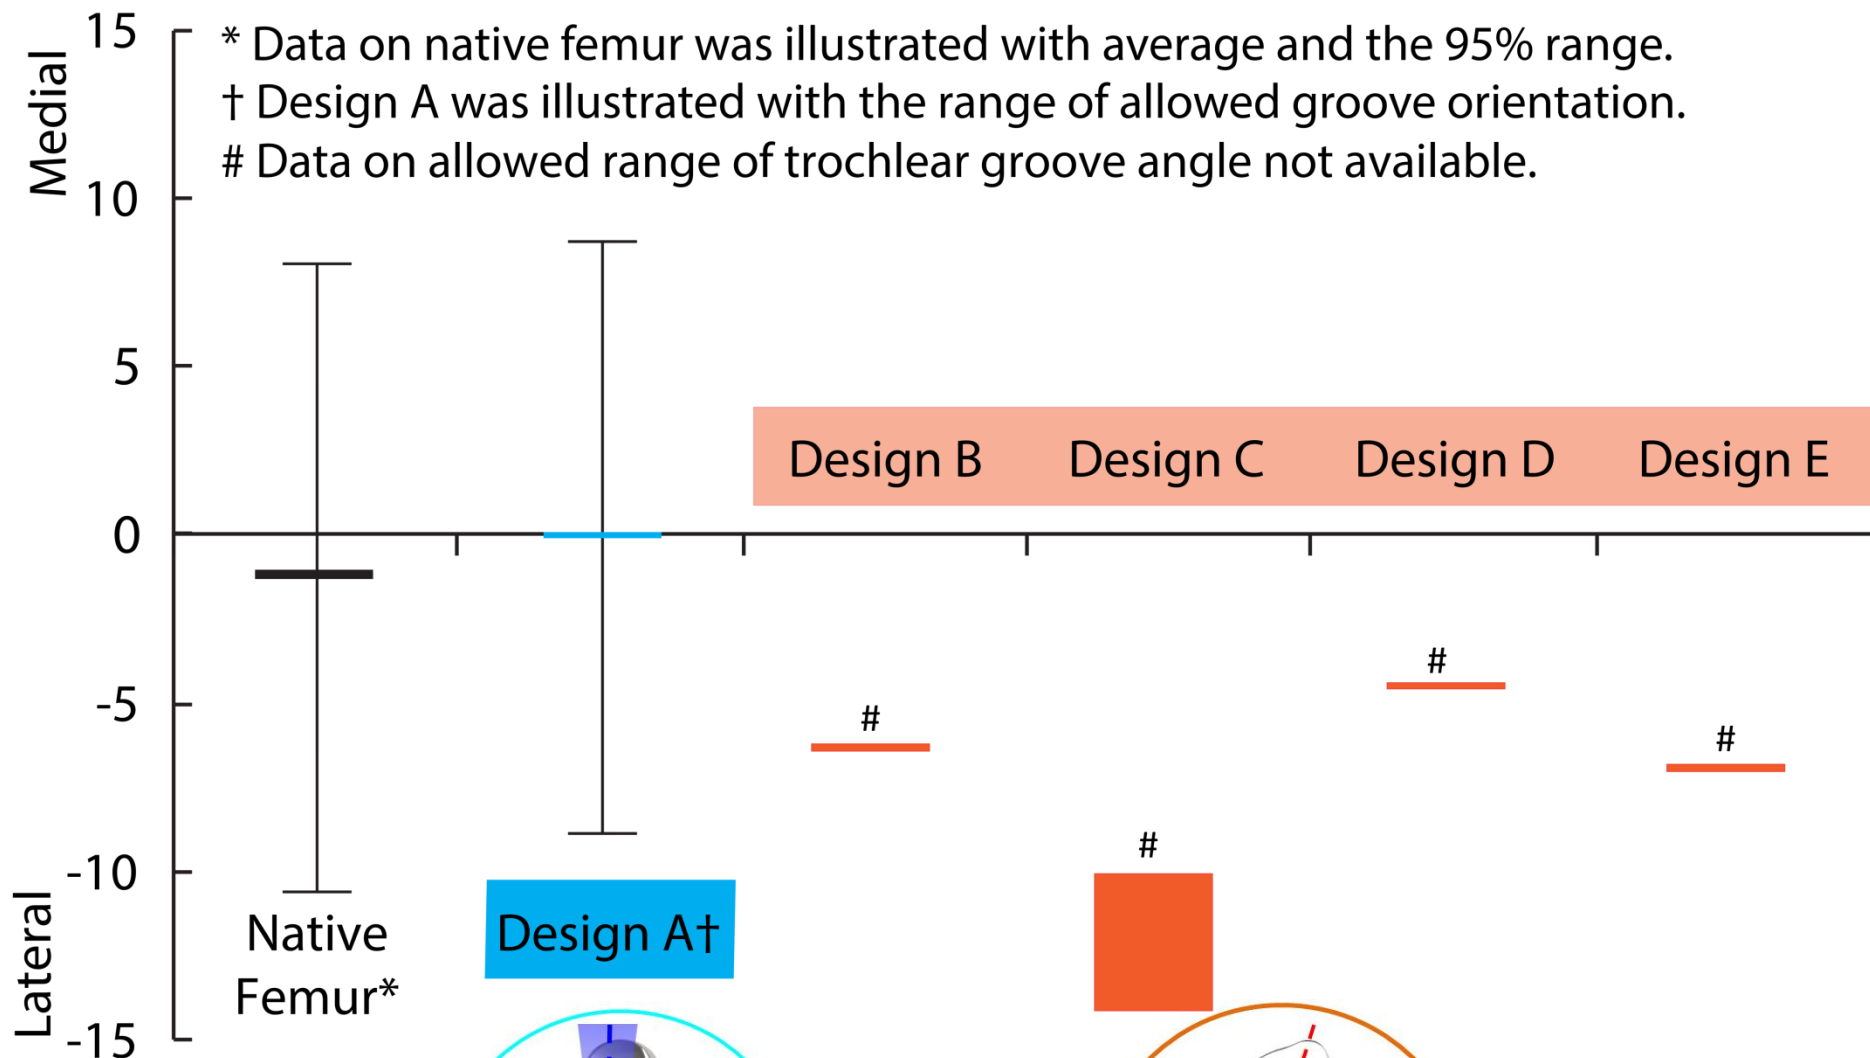 * Data on native femur was illustrated with average and the 95% range.
† Design A was illustrated with the range of allowed groove orientation.
# Data on allowed range of trochlear groove angle not available.
Medial
15
10
5
0
-5
-10
-15
Lateral
Design B Design C Design D Design E
#
#
#
#
Native
Femur*
Design A†